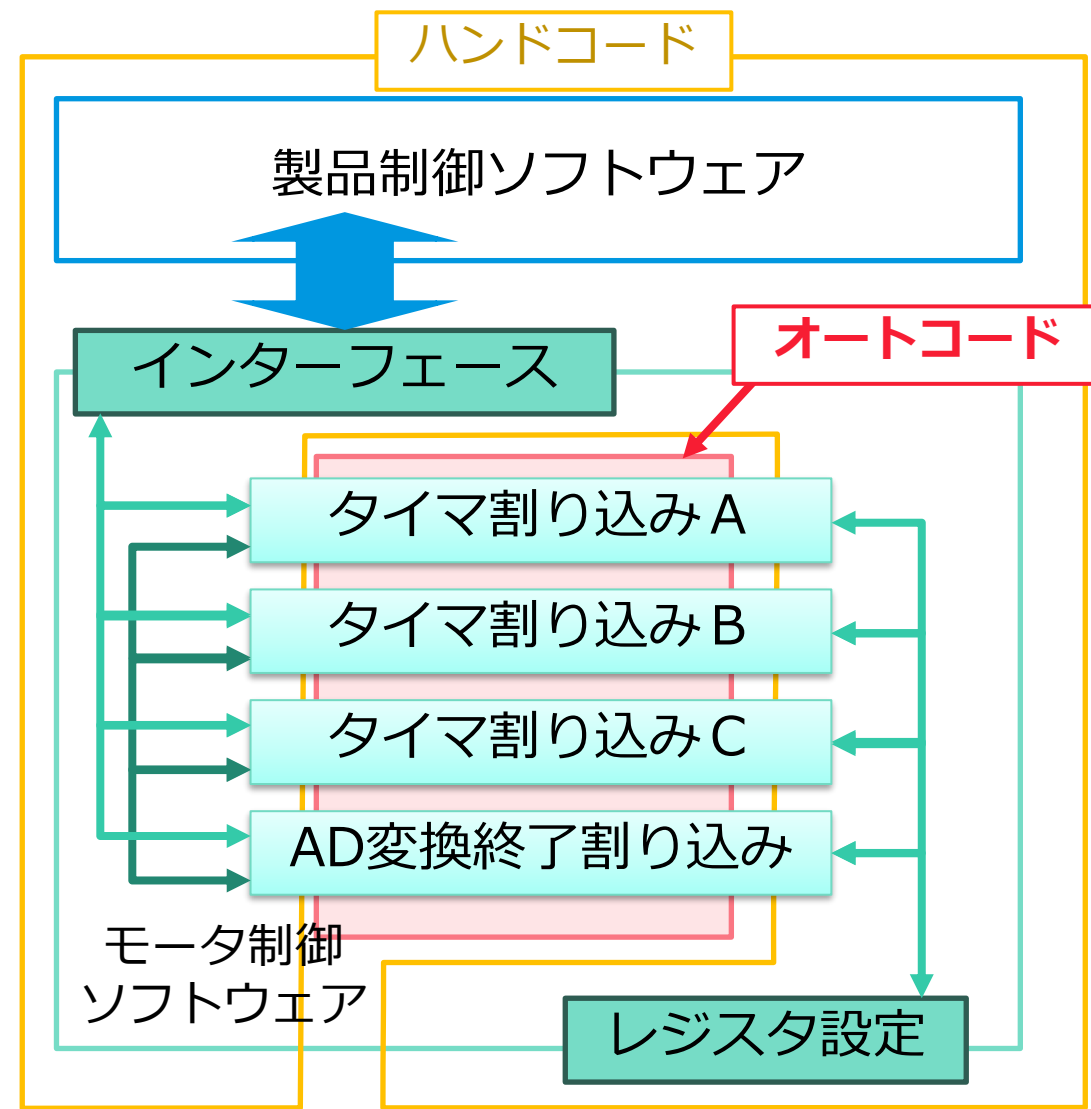 ハンドコード
製品制御ソフトウェア
オートコード
インターフェース
タイマ割り込みA
タイマ割り込みB
タイマ割り込みC
AD変換終了割り込み
モータ制御
ソフトウェア
レジスタ設定